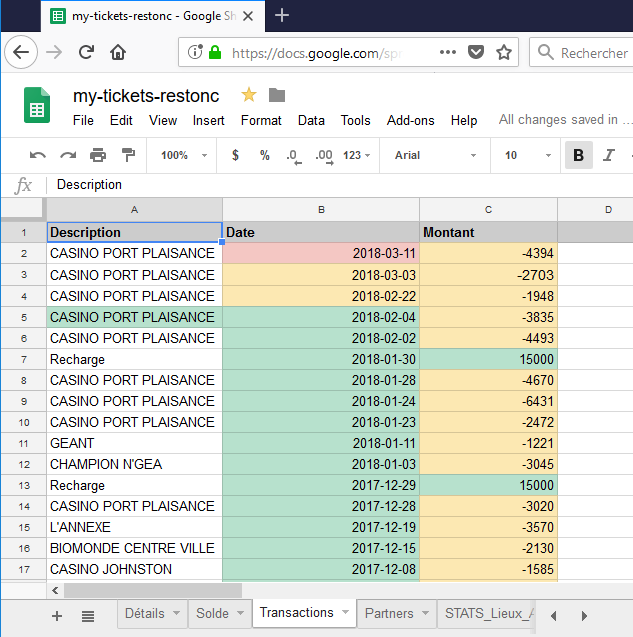 my-tickets-restonc - Google Sh
https://docs.google.com/spr
Rechercher
my-tickets-restonc
File Edit View Insert Format Data Tools Add-ons Help All changes saved in ...
100% $ % .0 .00 123 Arial 10 B I
fx Description
A B C D
1 Description Date Montant
2 CASINO PORT PLAISANCE 2018-03-11 -4394
3 CASINO PORT PLAISANCE 2018-03-03 -2703
4 CASINO PORT PLAISANCE 2018-02-22 -1948
5 CASINO PORT PLAISANCE 2018-02-04 -3835
6 CASINO PORT PLAISANCE 2018-02-02 -4493
7 Recharge 2018-01-30 15000
8 CASINO PORT PLAISANCE 2018-01-28 -4670
9 CASINO PORT PLAISANCE 2018-01-24 -6431
10 CASINO PORT PLAISANCE 2018-01-23 -2472
11 GEANT 2018-01-11 -1221
12 CHAMPION N'GEA 2018-01-03 -3045
13 Recharge 2017-12-29 15000
14 CASINO PORT PLAISANCE 2017-12-28 -3020
15 L'ANNEXE 2017-12-19 -3570
16 BIOMONDE CENTRE VILLE 2017-12-15 -2130
17 CASINO JOHNSTON 2017-12-08 -1585
Détails Solde Transactions Partners STATS_Lieux_A